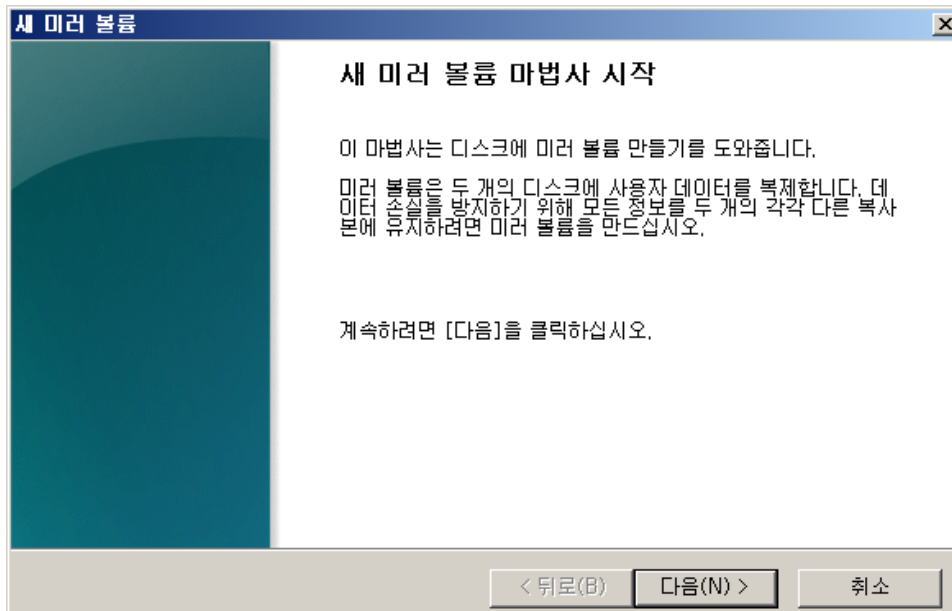 새 미러 볼륨
새 미러 볼륨 마법사 시작
이 마법사는 디스크에 미러 볼륨 만들기를 도와줍니다.
미러 볼륨은 두 개의 디스크에 사용자 데이터를 복제합니다. 데
이터 손실을 방지하기 위해 모든 정보를 두 개의 각각 다른 복사
본에 유지하려면 미러 볼륨을 만드십시오.
계속하려면 [다음]을 클릭하십시오.
< 뒤로(B) 다음(N) > 취소